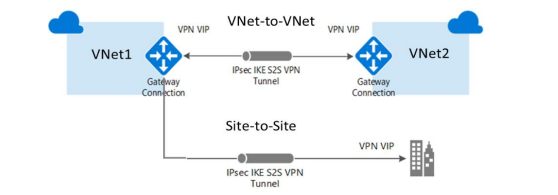 VNet-to-VNet
VPN VIP
VPN VIP
VNet1
VNet2
IPsec IKE S2S VPN
Tunnel
Gateway
Connection
Gateway
Connection
Site-to-Site
VPN VIP
IPsec IKE S2S VPN
Tunnel